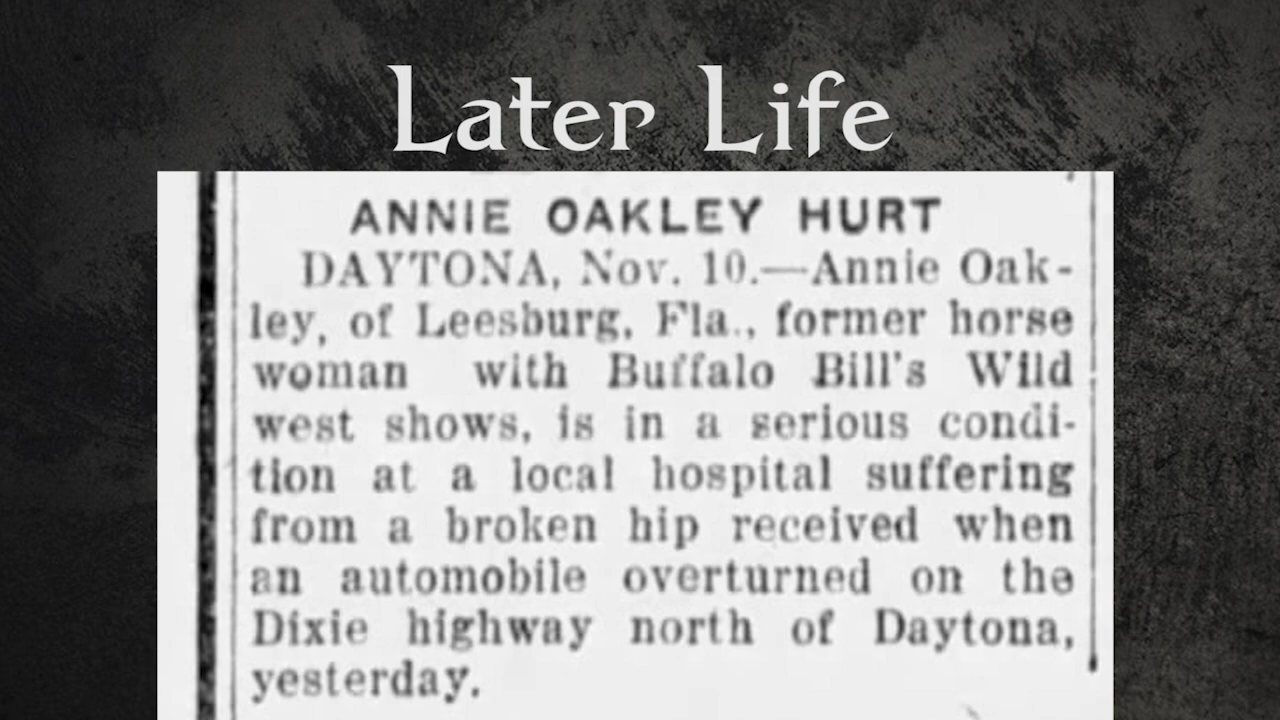 Later Life
ANNIE OAKLEY HURT
DAYTONA, Nov. 10.—Annie Oak-
ley, of Leesburg, Fla., former horse
woman with Buffalo Bill's Wild
west shows, is in a serious condi-
tion at a local hospital suffering
from a broken hip received when
an automobile overturned on the
Dixie highway north of Daytona,
yesterday.